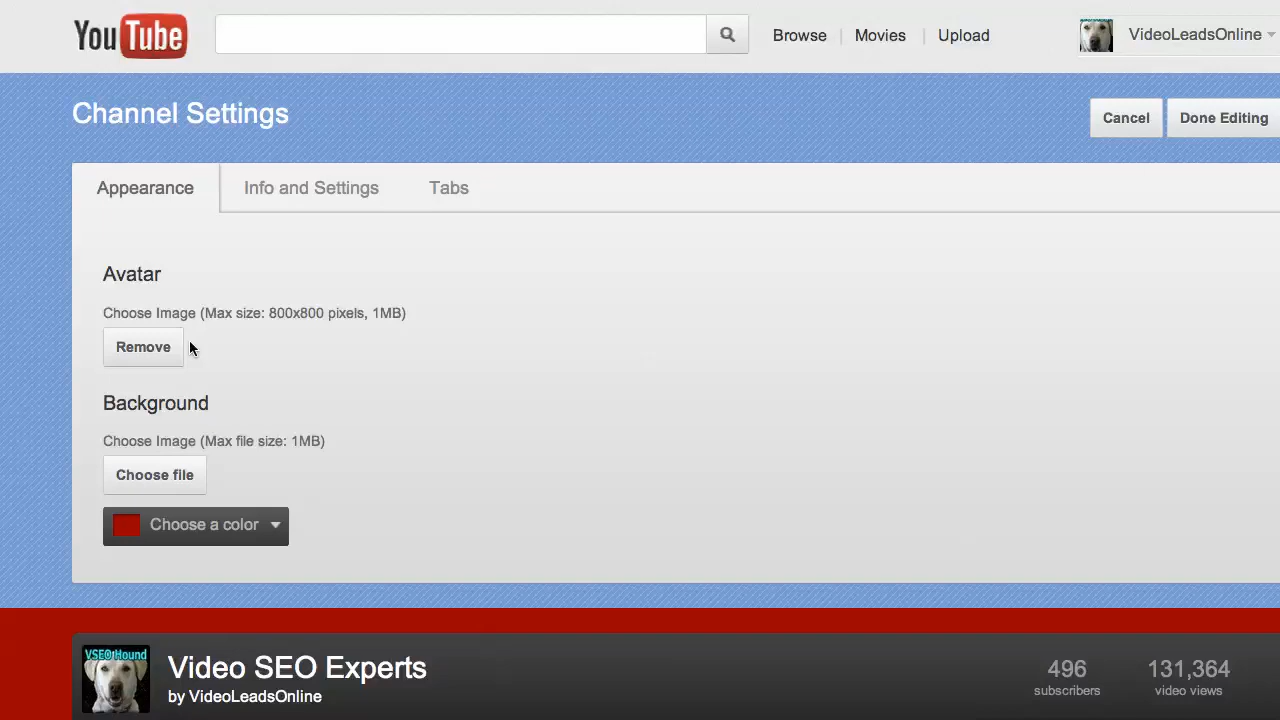 YouTube
Browse
Movies
Upload
VideoLeadsOnline
Channel Settings
Cancel
Done Editing
Appearance
Info and Settings
Tabs
Avatar
Choose Image (Max size: 800x800 pixels, 1MB)
Remove
Background
Choose Image (Max file size: 1MB)
Choose file
Choose a color
VSEO Hound
Video SEO Experts
by VideoLeadsOnline
496
subscribers
131,364
video views